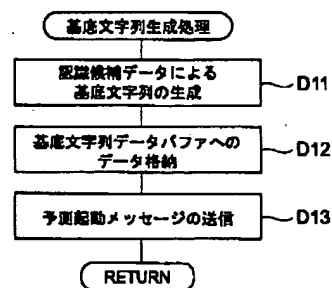 基底文字列生成処理
認識候補データによる
基底文字列の生成
D11
基底文字列データバファへの
データ格納
D12
予測起動メッセージの送信
D13
RETURN